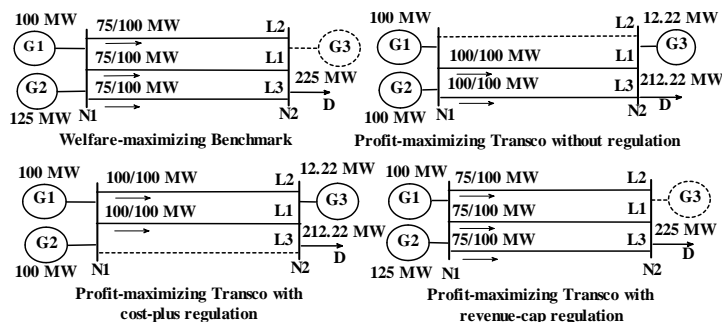 100 MW
75/100 MW
L2
G1
G3
75/100 MW
L1
225 MW
G2
75/100 MW
L3
D
125 MW
N1
N2
Welfare-maximizing Benchmark
100 MW
L2
12.22 MW
G1
G3
100/100 MW
L1
212.22 MW
G2
100/100 MW
L3
D
100 MW
N1
N2
Profit-maximizing Transco without regulation
100 MW
100/100 MW
L2
12.22 MW
G1
G3
100/100 MW
L1
212.22 MW
G2
L3
D
100 MW
N1
N2
Profit-maximizing Transco with
cost-plus regulation
100 MW
75/100 MW
L2
G1
G3
75/100 MW
L1
225 MW
G2
75/100 MW
L3
D
125 MW
N1
N2
Profit-maximizing Transco with
revenue-cap regulation